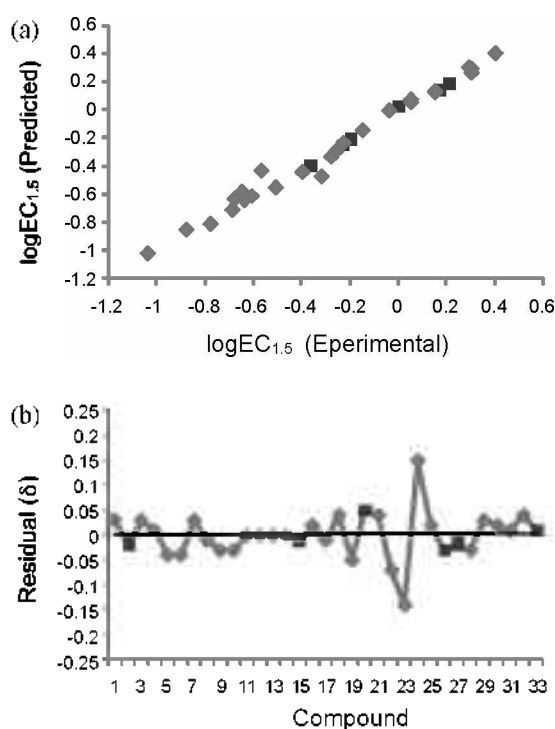 (a)
0.6
0.4
0.2
0
-0.2
-0.4
-0.6
-0.8
-1
-1.2
logEC1.5 (Predicted)
-1.2 -1 -0.8 -0.6 -0.4 -0.2 0 0.2 0.4 0.6
logEC1.5 (Eperimental)
(b)
0.25
0.2
0.15
0.10
0.05
0
-0.05
-0.1
-0.15
-0.2
-0.25
Residual (δ)
1 3 5 7 9 11 13 15 17 19 21 23 25 27 29 31 33
Compound